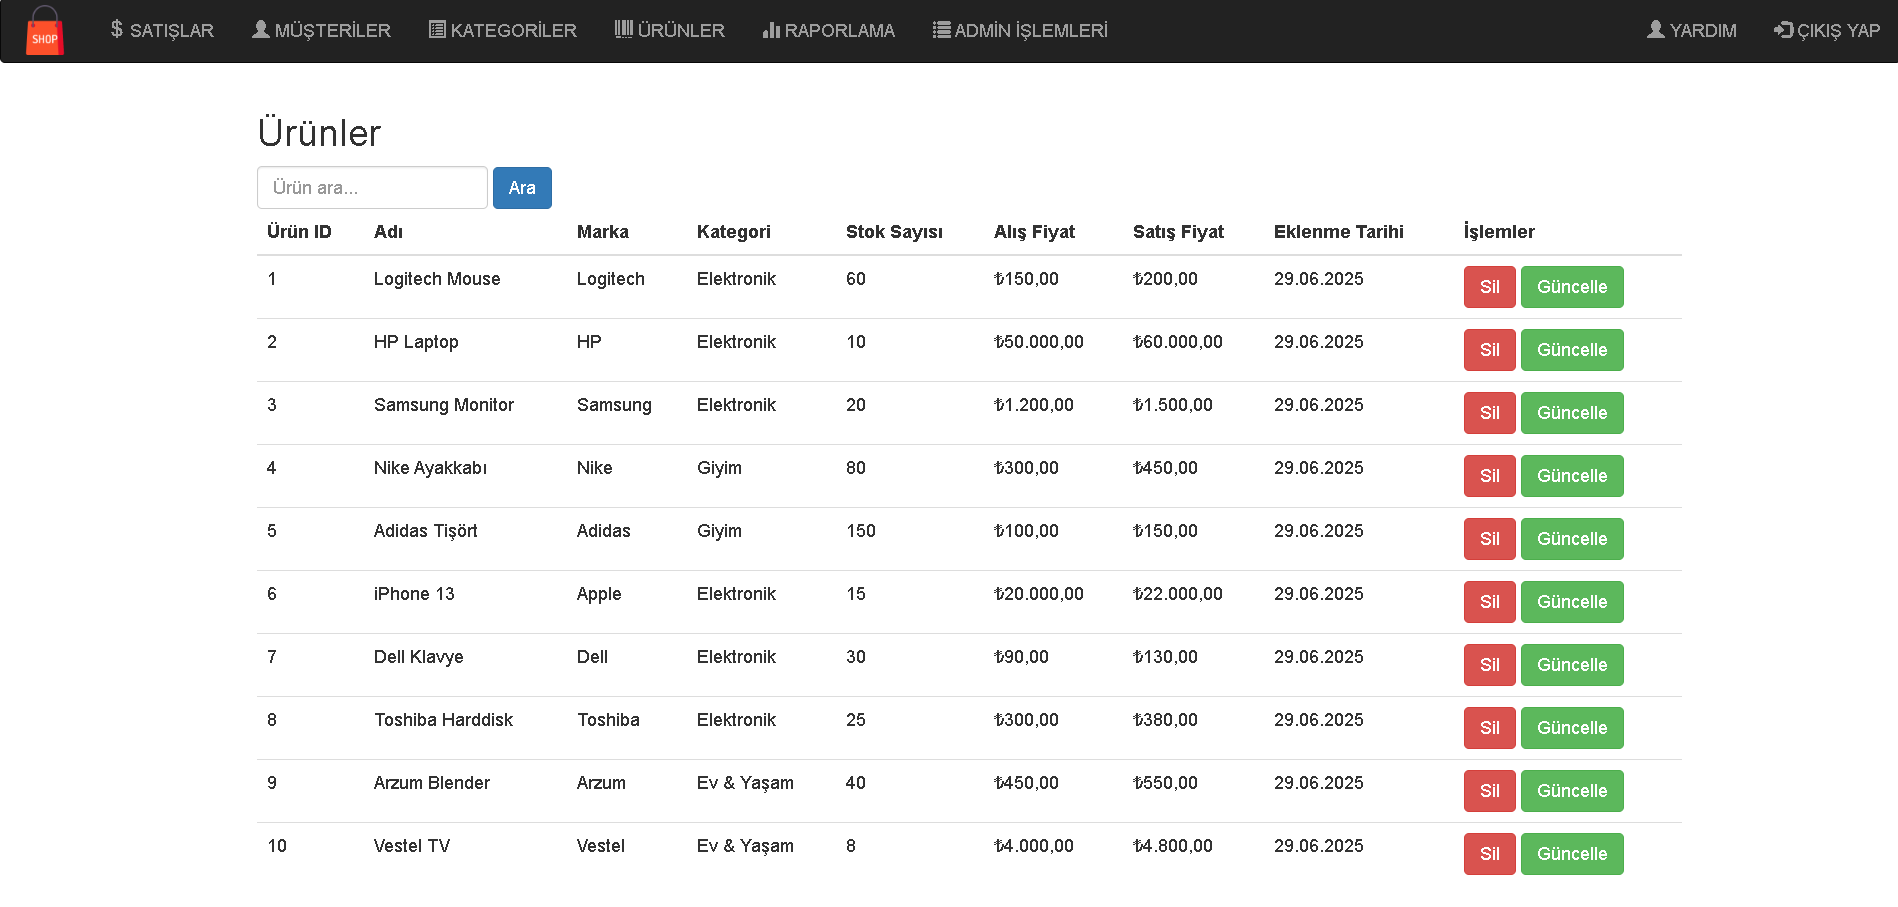 SHOP SATIŞLAR MÜŞTERİLER KATEGORİLER ÜRÜNLER RAPORLAMA ADMİN İŞLEMLERİ YARDIM ÇIKIŞ YAP
Ürünler
Ürün ara... Ara
Ürün ID Adı Marka Kategori Stok Sayısı Alış Fiyat Satış Fiyat Eklenme Tarihi İşlemler
1 Logitech Mouse Logitech Elektronik 60 ₺150,00 ₺200,00 29.06.2025 Sil Güncelle
2 HP Laptop HP Elektronik 10 ₺50.000,00 ₺60.000,00 29.06.2025 Sil Güncelle
3 Samsung Monitor Samsung Elektronik 20 ₺1.200,00 ₺1.500,00 29.06.2025 Sil Güncelle
4 Nike Ayakkabı Nike Giyim 80 ₺300,00 ₺450,00 29.06.2025 Sil Güncelle
5 Adidas Tişört Adidas Giyim 150 ₺100,00 ₺150,00 29.06.2025 Sil Güncelle
6 iPhone 13 Apple Elektronik 15 ₺20.000,00 ₺22.000,00 29.06.2025 Sil Güncelle
7 Dell Klavye Dell Elektronik 30 ₺90,00 ₺130,00 29.06.2025 Sil Güncelle
8 Toshiba Harddisk Toshiba Elektronik 25 ₺300,00 ₺380,00 29.06.2025 Sil Güncelle
9 Arzum Blender Arzum Ev & Yaşam 40 ₺450,00 ₺550,00 29.06.2025 Sil Güncelle
10 Vestel TV Vestel Ev & Yaşam 8 ₺4.000,00 ₺4.800,00 29.06.2025 Sil Güncelle